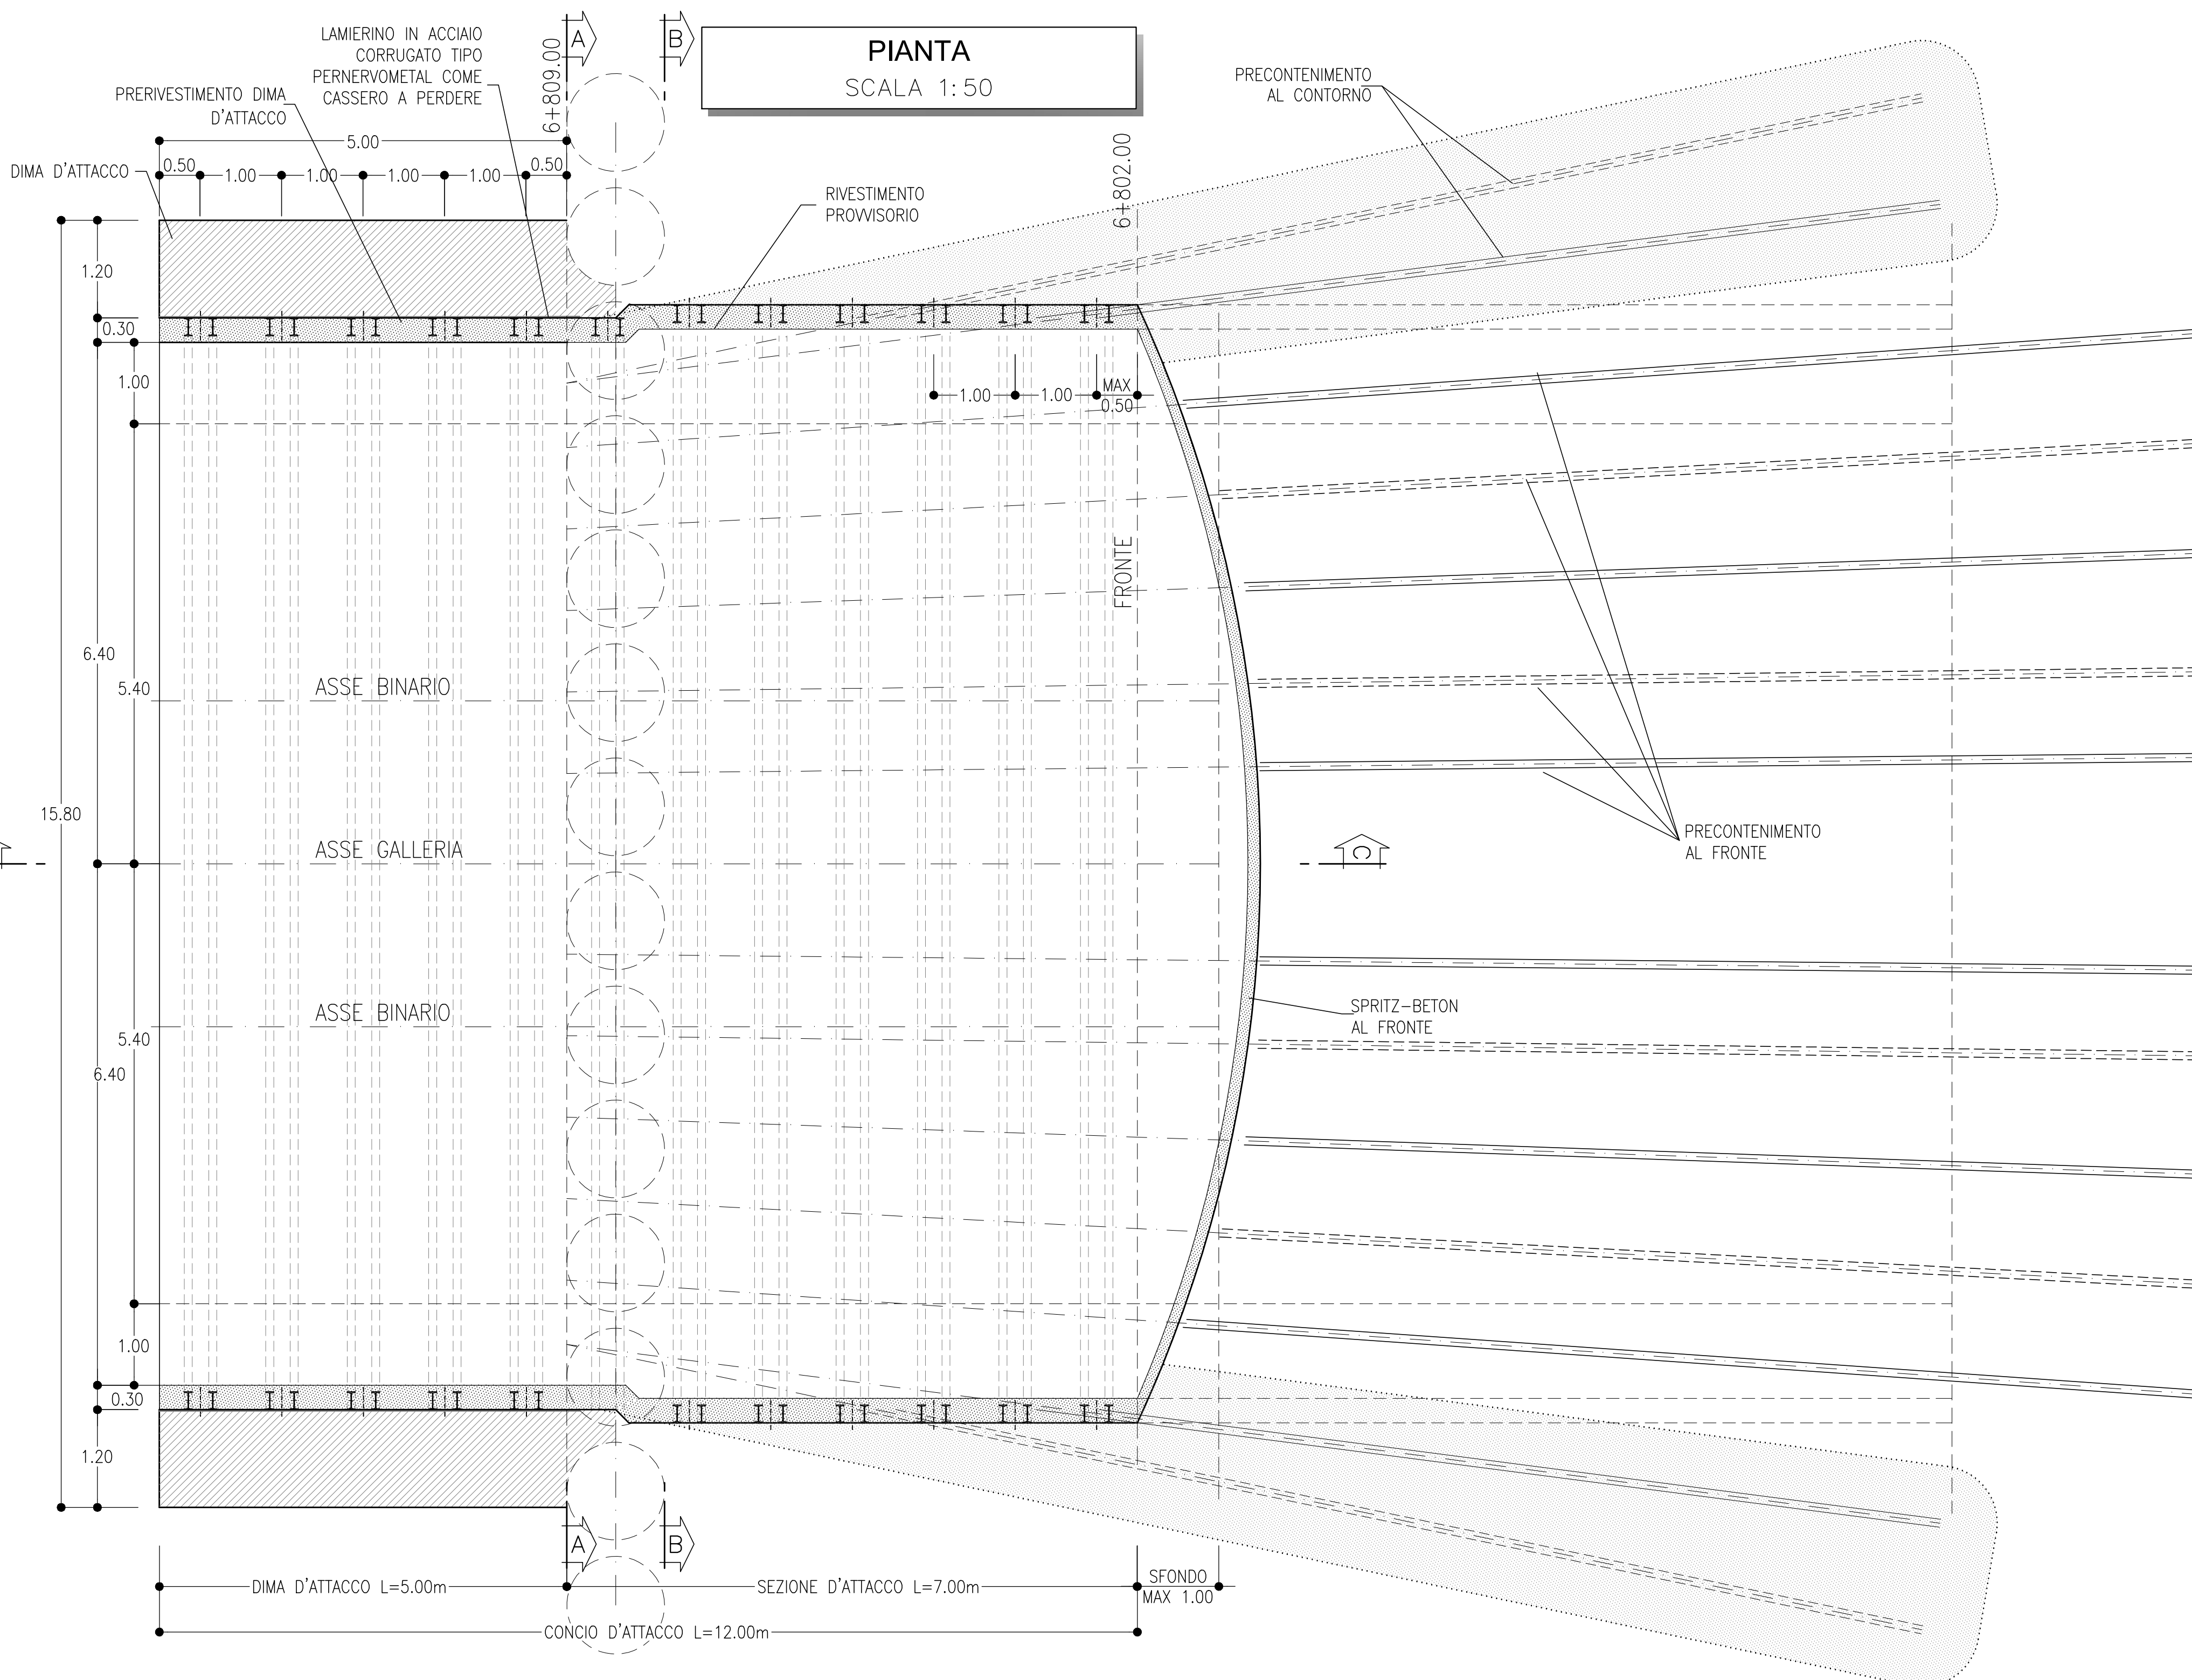 PIANTA
SCALA 1:50
A
B
6+809.00
LAMIERINO IN ACCIAIO
CORRUGATO TIPO
PERNERVOMETAL COME
CASSERO A PERDERE
PRERIVESTIMENTO DIMA
D'ATTACCO
DIMA D'ATTACCO
5.00
0.50
1.00
1.00
1.00
1.00
0.50
PRECONTENIMENTO
AL CONTORNO
6+802.00
RIVESTIMENTO
PROVVISORIO
1.20
0.30
1.00
1.00
1.00
MAX
0.50
FRONTE
6.40
5.40
ASSE BINARIO
15.80
ASSE GALLERIA
C
PRECONTENIMENTO
AL FRONTE
ASSE BINARIO
SPRITZ-BETON
AL FRONTE
5.40
6.40
1.00
0.30
1.20
A
B
DIMA D'ATTACCO L=5.00m
SEZIONE D'ATTACCO L=7.00m
SFONDO
MAX 1.00
CONCIO D'ATTACCO L=12.00m